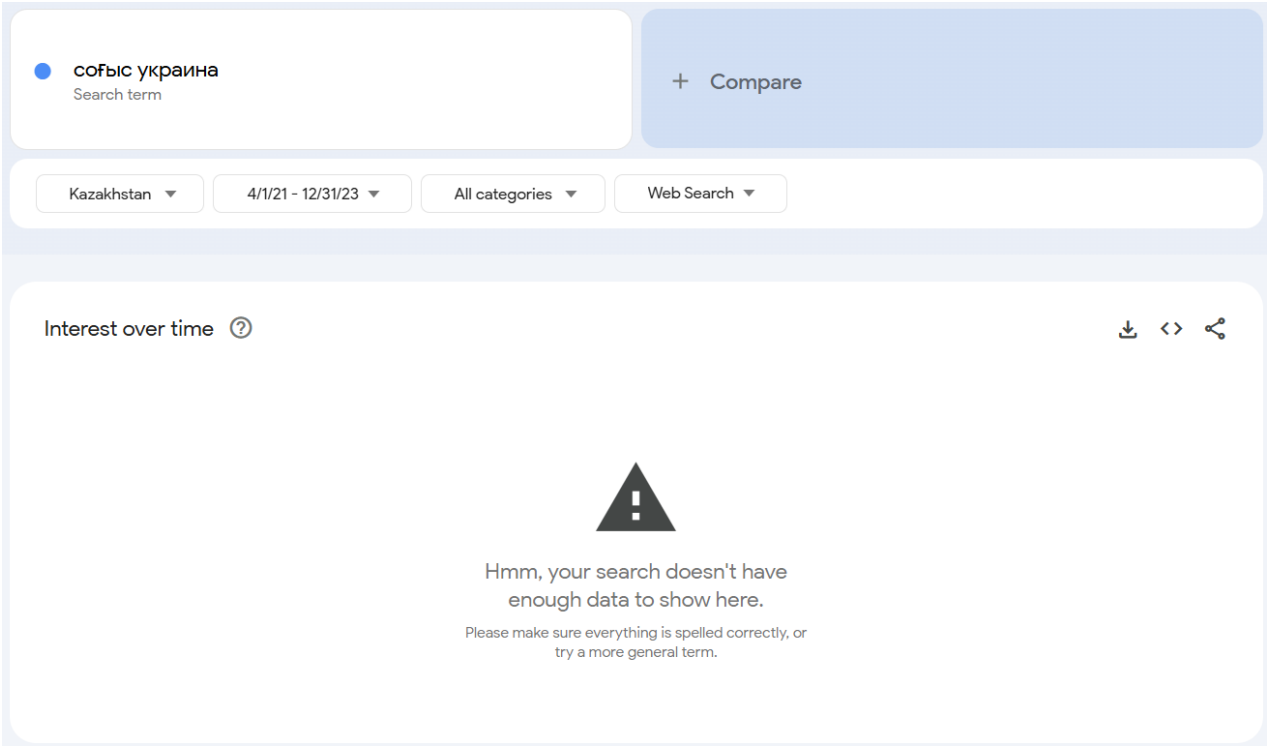 соғыс украина
Search term
+ Compare
Kazakhstan
4/1/21 - 12/31/23
All categories
Web Search
Interest over time
Hmm, your search doesn't have
enough data to show here.
Please make sure everything is spelled correctly, or
try a more general term.